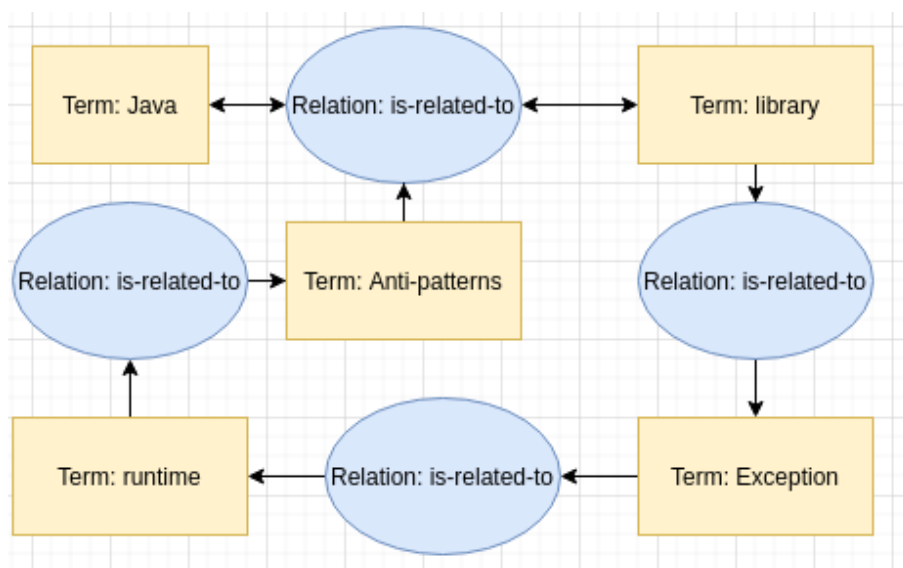 Term: Java
Relation: is-related-to
Term: library
Relation: is-related-to
Term: Anti-patterns
Relation: is-related-to
Term: runtime
Relation: is-related-to
Term: Exception